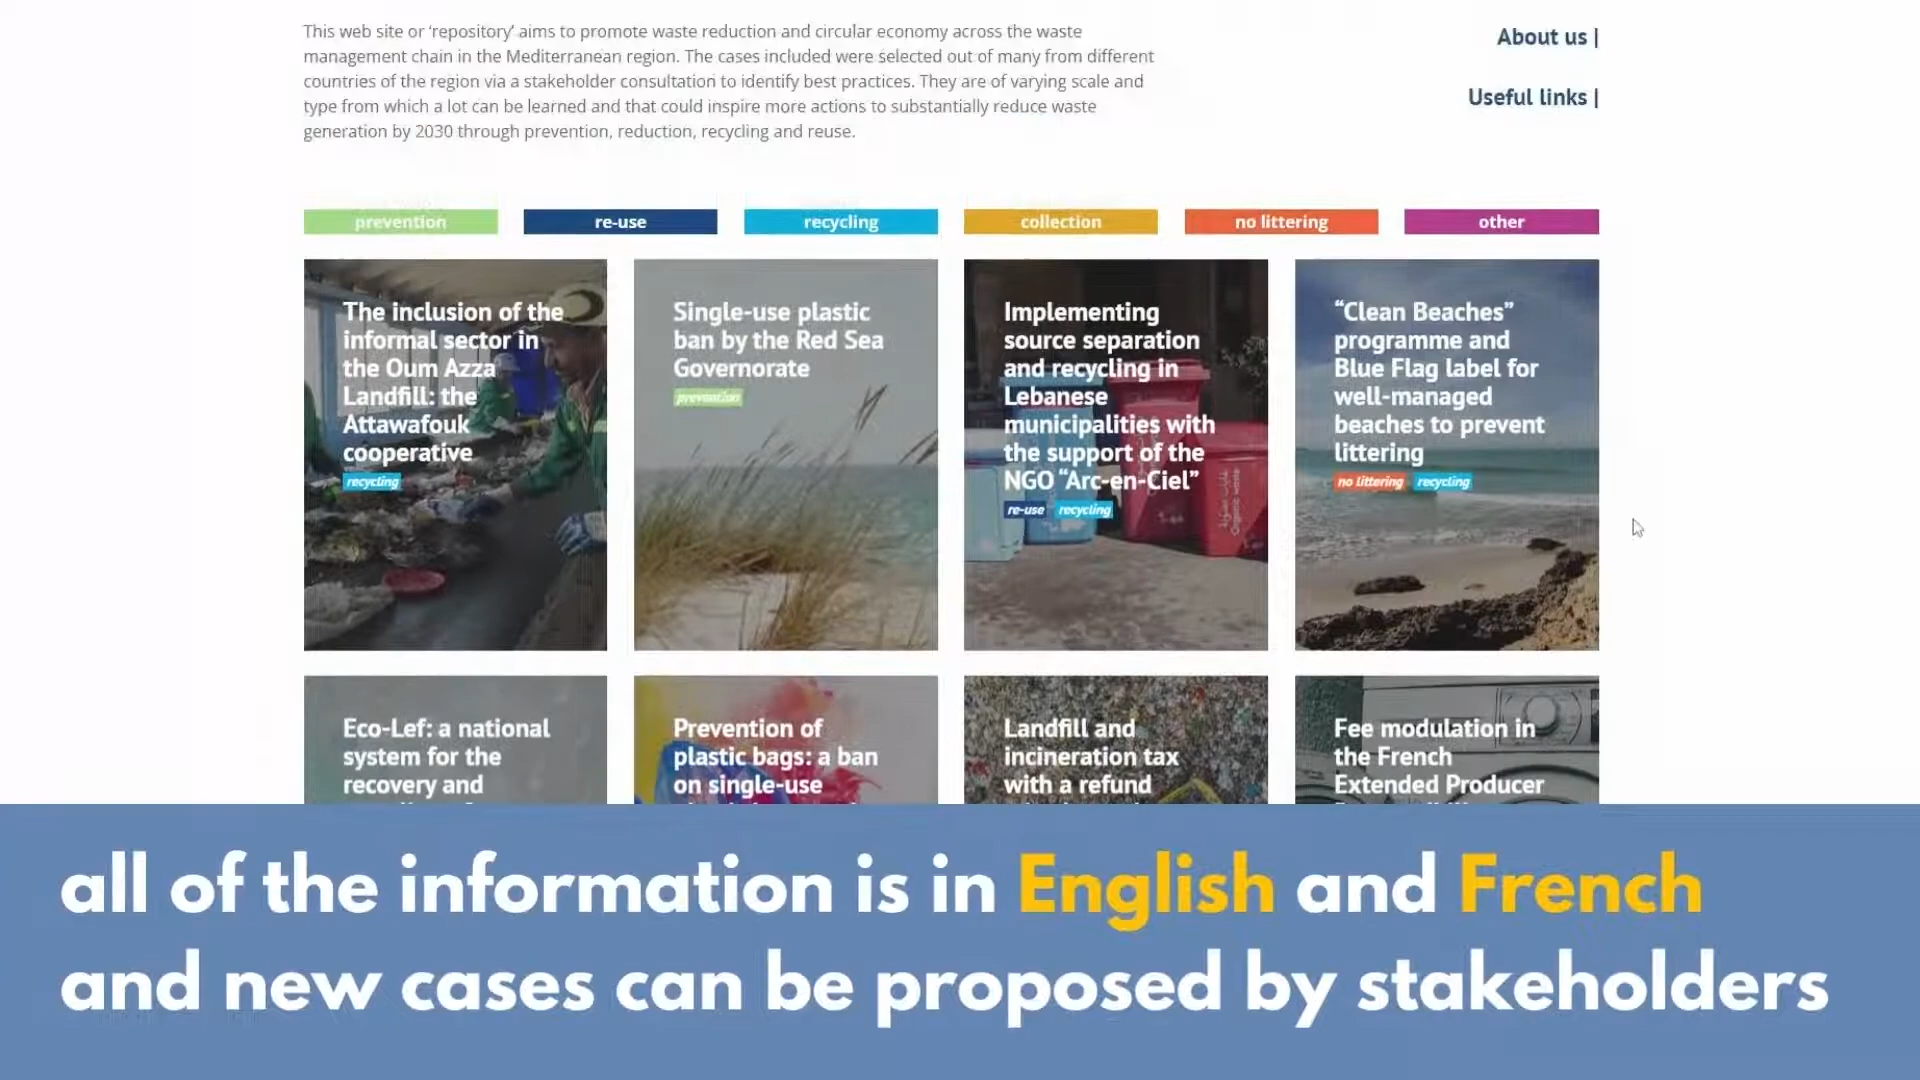 This web site or ‘repository’ aims to promote waste reduction and circular economy across the waste
management chain in the Mediterranean region. The cases included were selected out of many from different
countries of the region via a stakeholder consultation to identify best practices. They are of varying scale and
type from which a lot can be learned and that could inspire more actions to substantially reduce waste
generation by 2030 through prevention, reduction, recycling and reuse.
About us |
Useful links |
prevention
re-use
recycling
collection
no littering
other
The inclusion of the
informal sector in
the Oum Azza
Landfill: the
Attawafouk
cooperative
recycling
Single-use plastic
ban by the Red Sea
Governorate
prevention
Implementing
source separation
and recycling in
Lebanese
municipalities with
the support of the
NGO “Arc-en-Ciel”
re-use recycling
Organic waste
“Clean Beaches”
programme and
Blue Flag label for
well-managed
beaches to prevent
littering
no littering recycling
Eco-Lef: a national
system for the
recovery and
Prevention of
plastic bags: a ban
on single-use
Landfill and
incineration tax
with a refund
Fee modulation in
the French
Extended Producer
all of the information is in English and French
and new cases can be proposed by stakeholders